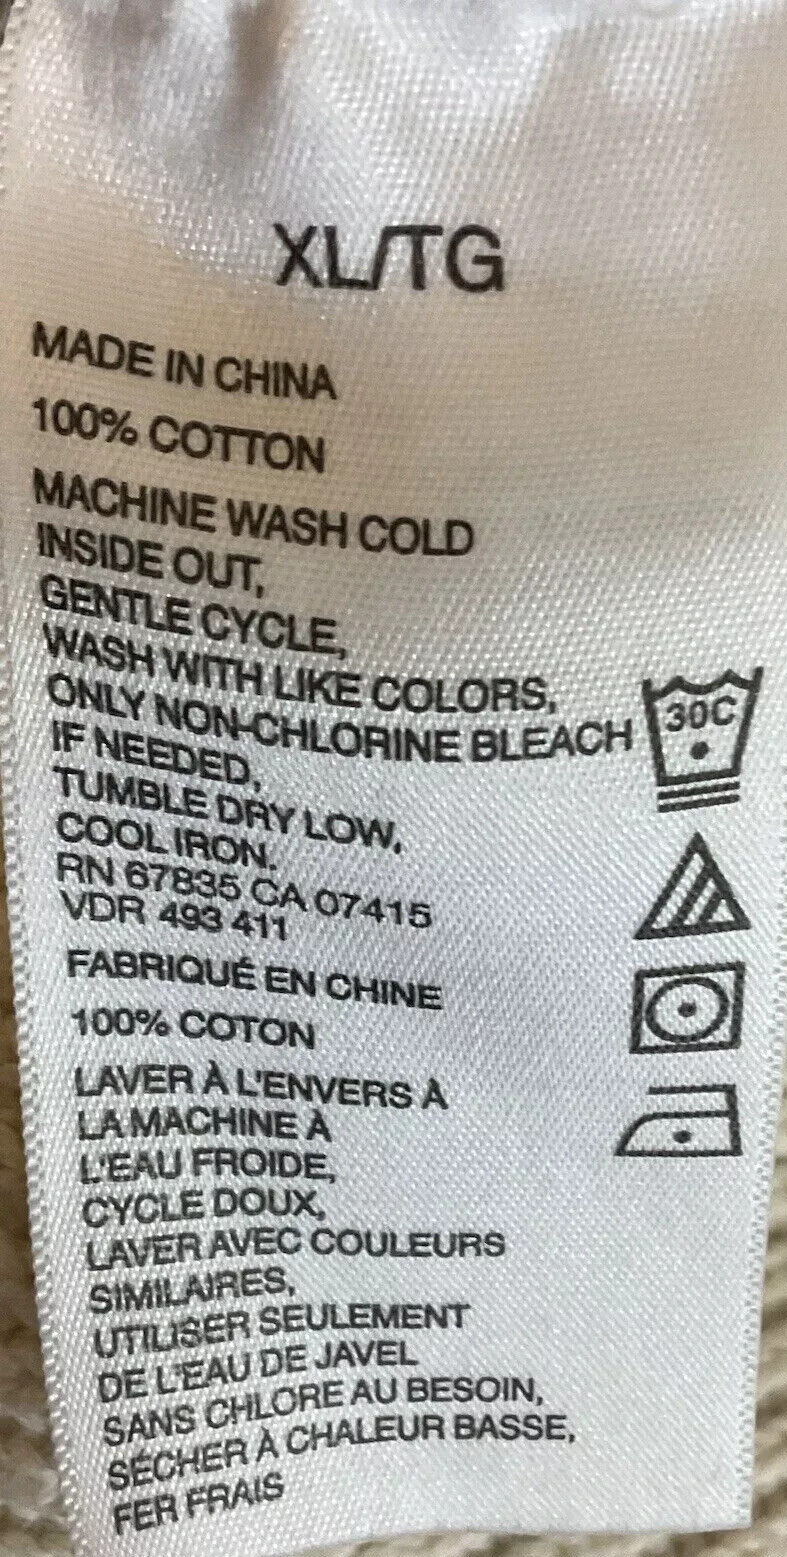 XL/TG
MADE IN CHINA
100% COTTON
MACHINE WASH COLD
INSIDE OUT,
GENTLE CYCLE,
WASH WITH LIKE COLORS,
ONLY NON-CHLORINE BLEACH
IF NEEDED,
TUMBLE DRY LOW,
COOL IRON.
RN 67835 CA 07415
VDR 493 411
30C
FABRIQUÉ EN CHINE
100% COTON
LAVER À L'ENVERS À
LA MACHINE À
L'EAU FROIDE,
CYCLE DOUX,
LAVER AVEC COULEURS
SIMILAIRES,
UTILISER SEULEMENT
DE L'EAU DE JAVEL
SANS CHLORE AU BESOIN,
SÉCHER À CHALEUR BASSE,
FER FRAIS